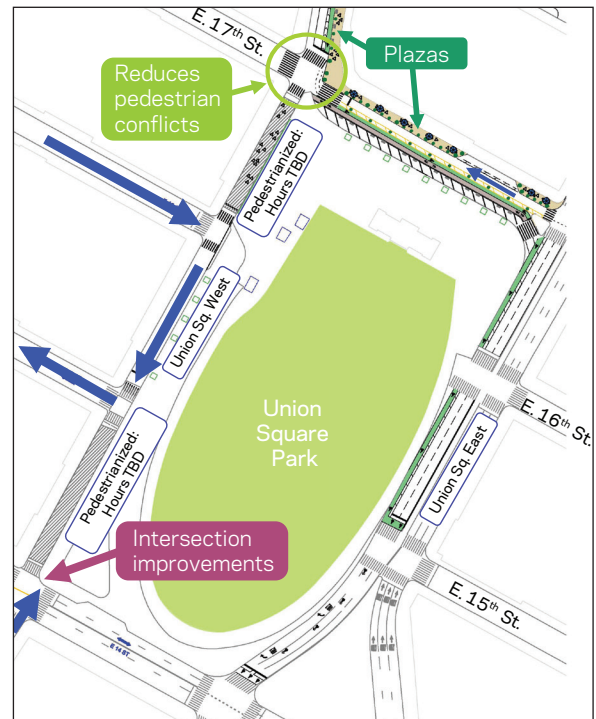 E. 17th St.
Plazas
Reduces
pedestrian
conflicts
Pedestrianized:
Hours TBD
Union Sq. West
Union
Square
Park
E. 16th St.
Union Sq. East
Pedestrianized:
Hours TBD
Intersection
improvements
E. 15th St.
E 14 ST